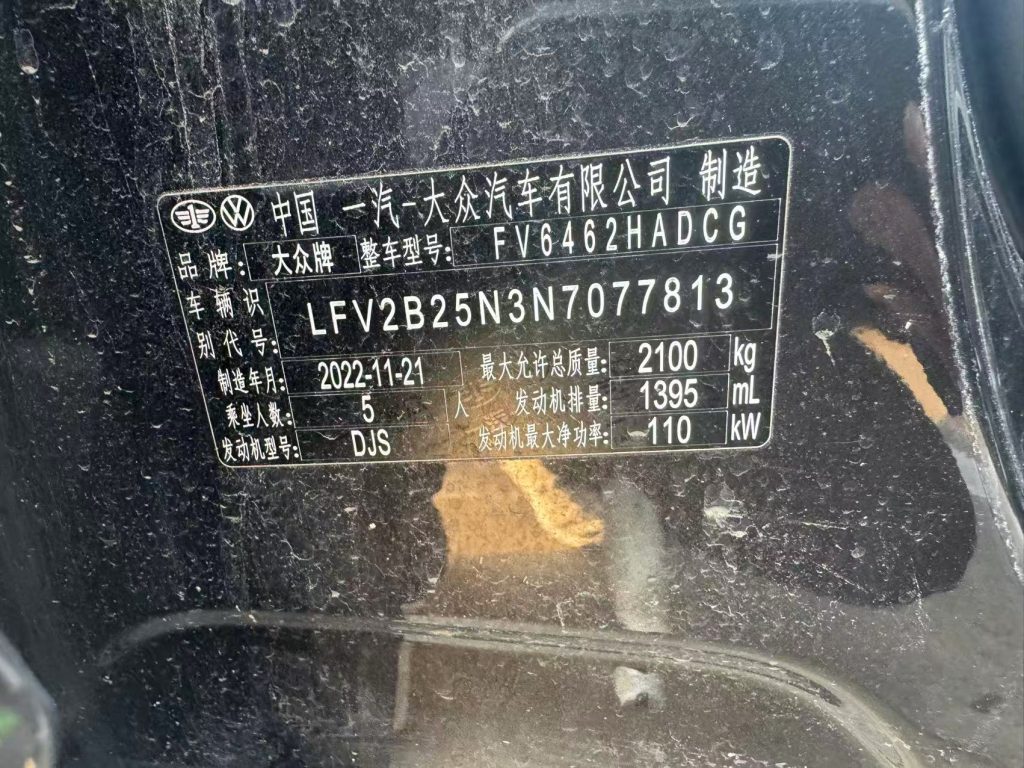 中国 一汽-大众汽车有限公司 制造
品牌: 大众牌 整车型号: FV6462HADCG
车辆识别代号: LFV2B25N3N7077813
制造年月: 2022-11-21 最大允许总质量: 2100 kg
乘坐人数: 5 人 发动机排量: 1395 mL
发动机型号: DJS 发动机最大净功率: 110 kW